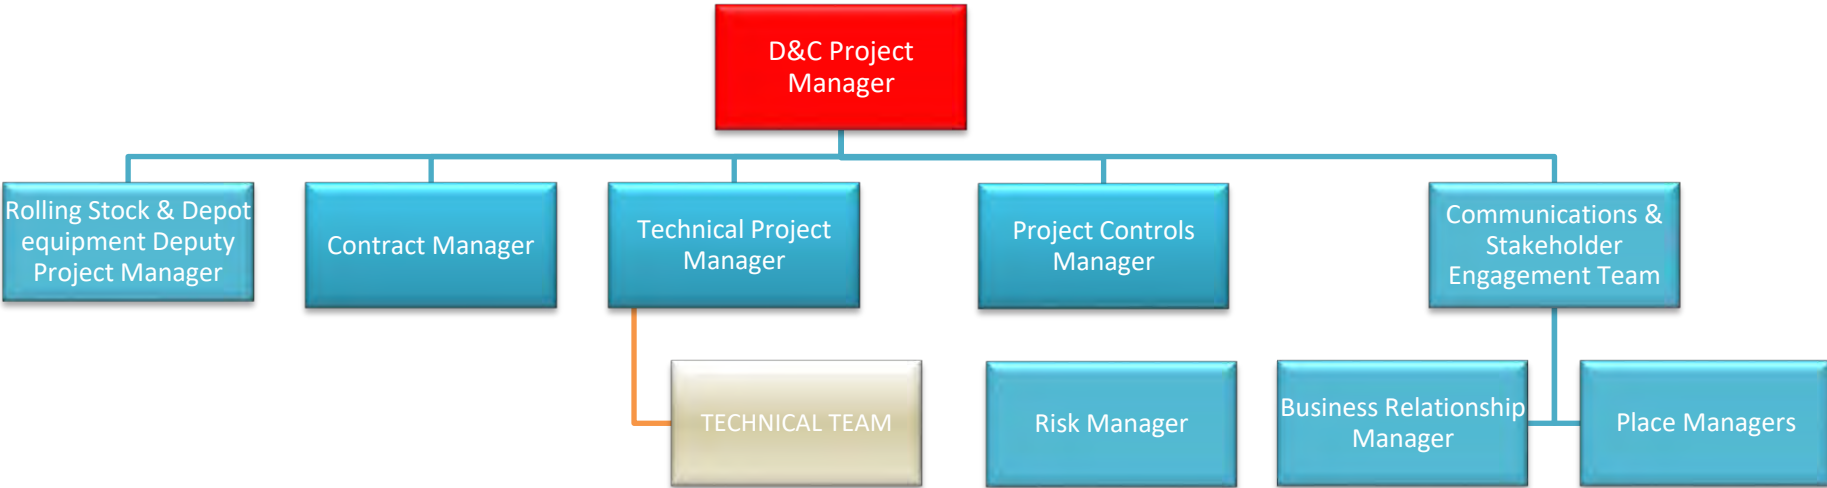 D&C Project
Manager
Rolling Stock & Depot
equipment Deputy
Project Manager
Contract Manager
Technical Project
Manager
Project Controls
Manager
Communications &
Stakeholder
Engagement Team
TECHNICAL TEAM
Risk Manager
Business Relationship
Manager
Place Managers